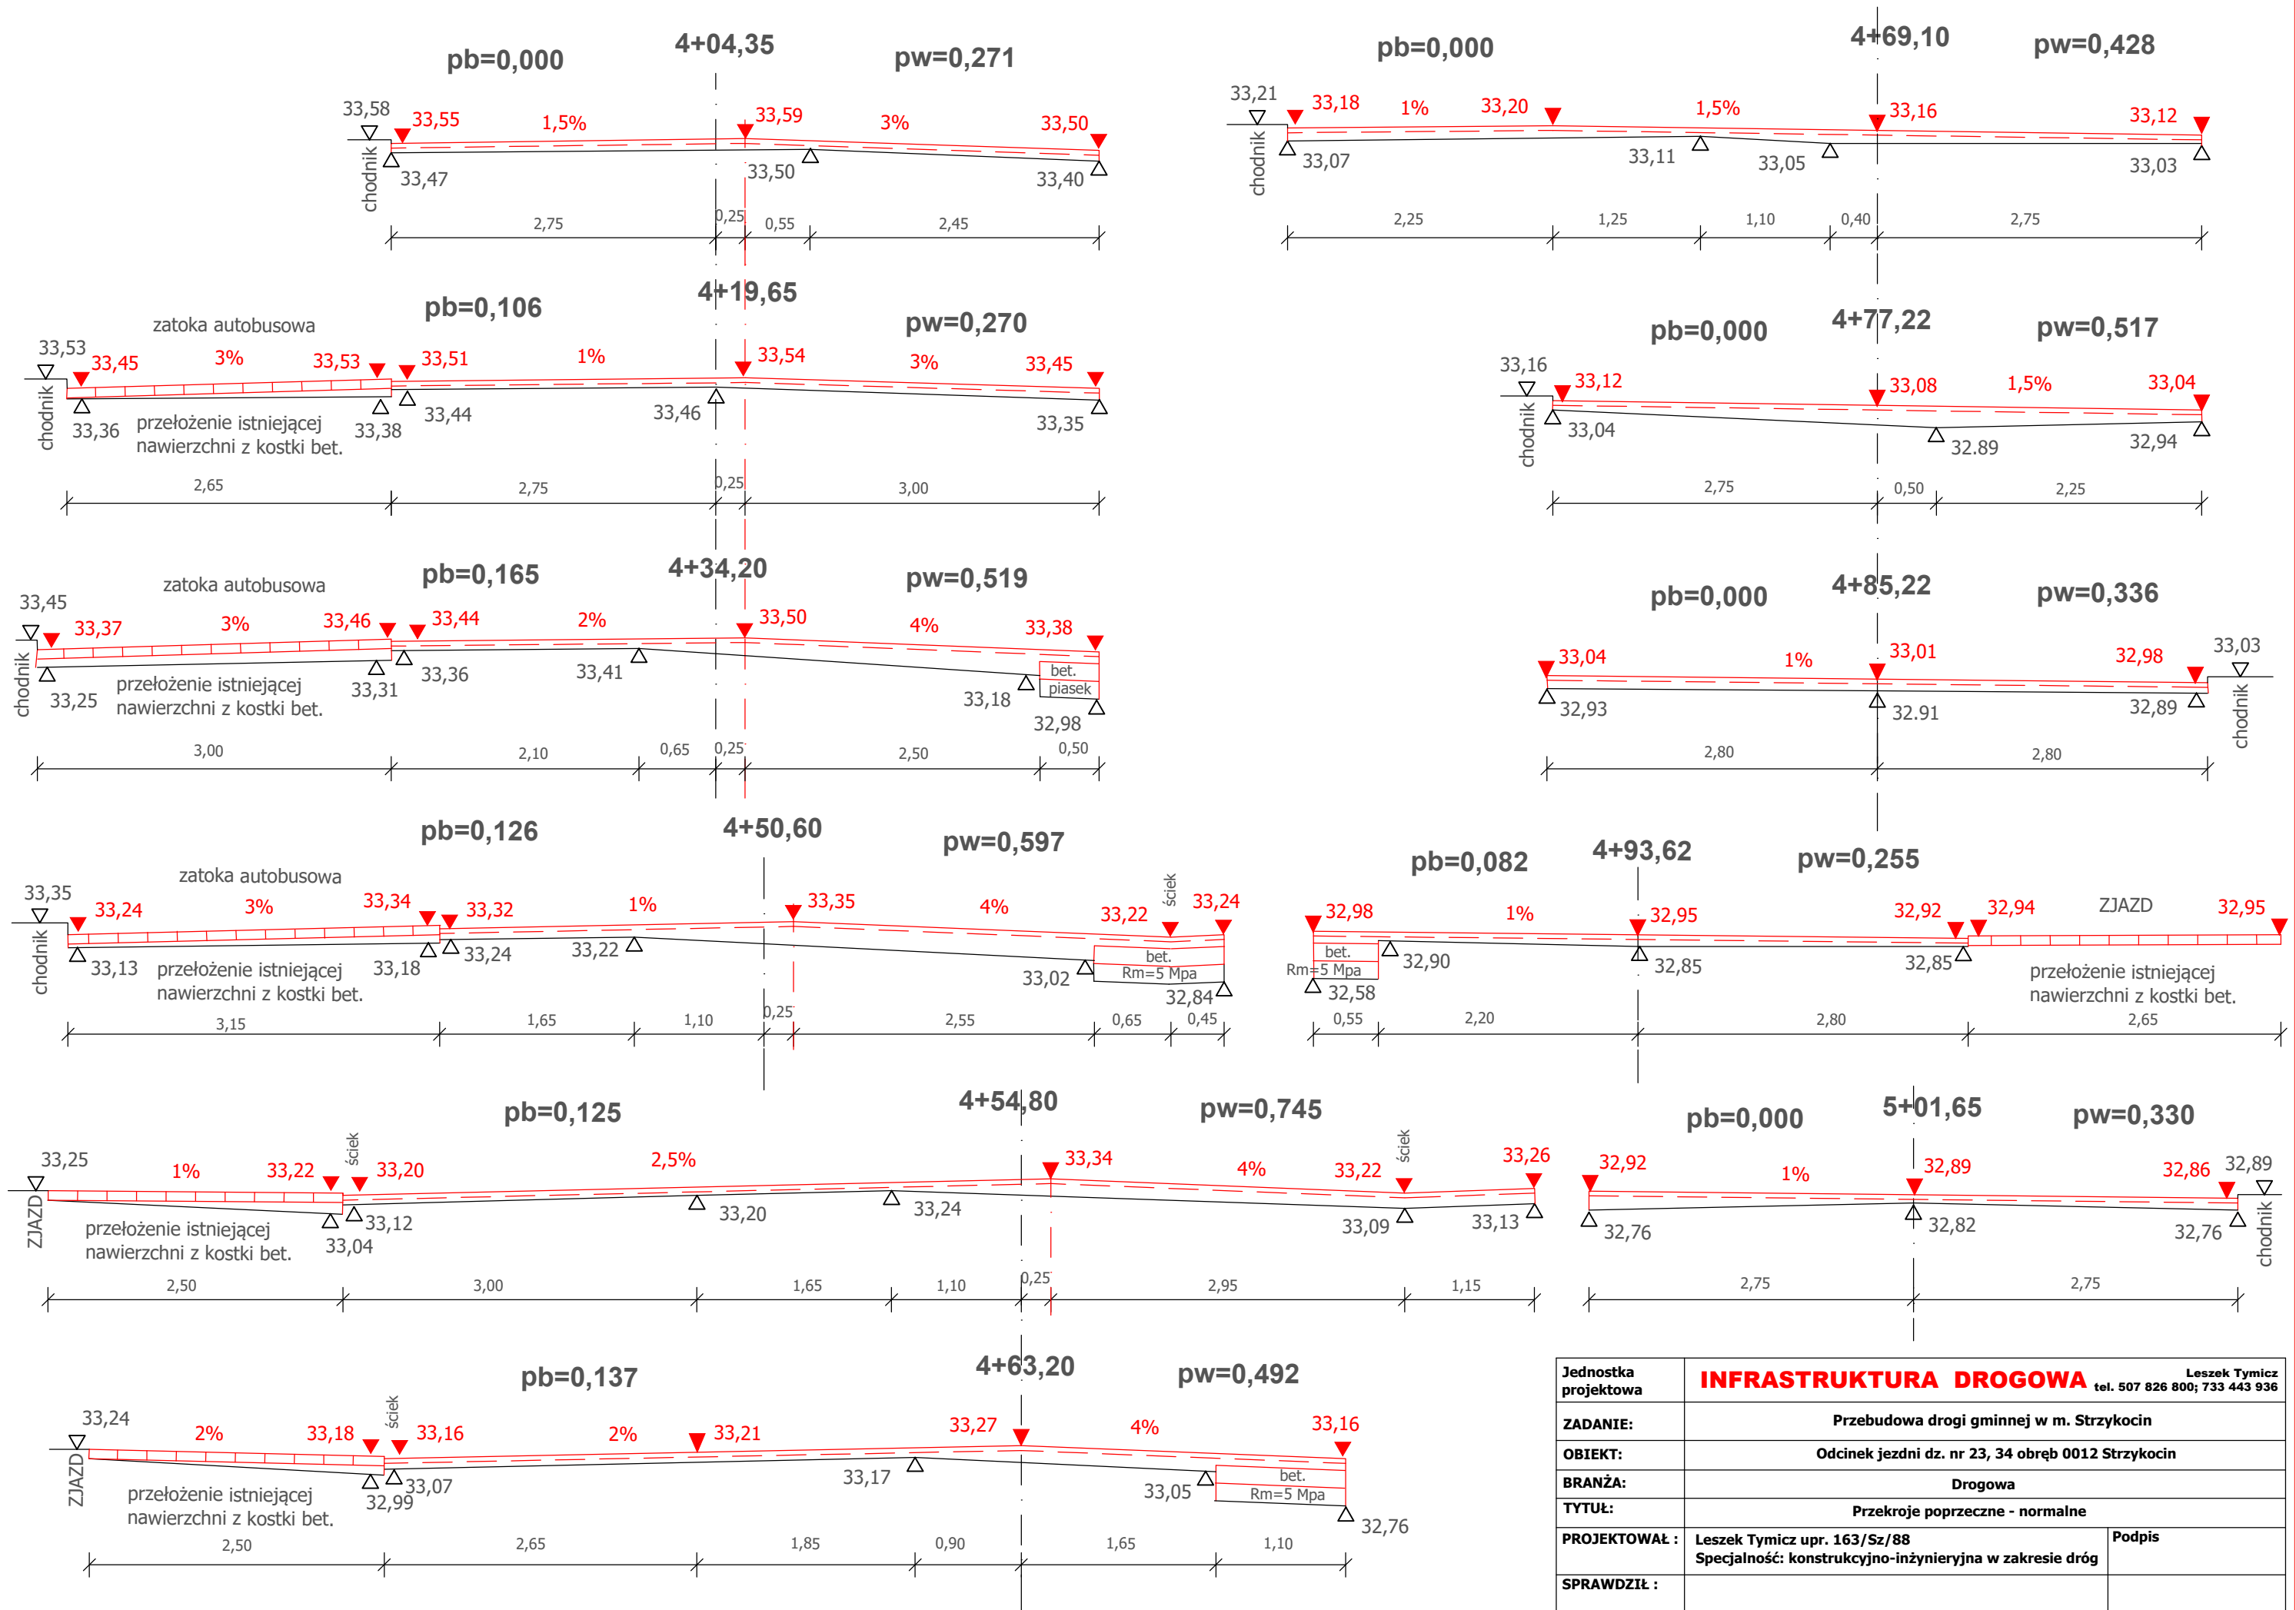 pb=0,000 4+04,35 pw=0,271
33,58 33,55 1,5% 33,59 3% 33,50
chodnik 33,47 33,50 33,40
2,75 0,25 0,55 2,45
pb=0,106 4+19,65 pw=0,270
zatoka autobusowa
33,53 33,45 3% 33,53 33,51 1% 33,54 3% 33,45
chodnik 33,36 33,38 33,44 33,46 33,35
przełożenie istniejącej
nawierzchni z kostki bet.
2,65 2,75 0,25 3,00
pb=0,165 4+34,20 pw=0,519
zatoka autobusowa
33,45 33,37 3% 33,46 33,44 2% 33,50 4% 33,38
chodnik 33,25 33,31 33,36 33,41 33,18 32,98
bet.
piasek
przełożenie istniejącej
nawierzchni z kostki bet.
3,00 2,10 0,65 0,25 2,50 0,50
pb=0,126 4+50,60 pw=0,597
zatoka autobusowa
33,35 33,24 3% 33,34 33,32 1% 33,35 4% 33,22 ściek 33,24
chodnik 33,13 33,18 33,24 33,22 33,02 32,84
bet.
Rm=5 Mpa
przełożenie istniejącej
nawierzchni z kostki bet.
3,15 1,65 1,10 0,25 2,55 0,65 0,45
pb=0,125 4+54,80 pw=0,745
33,25 1% 33,22 ściek 33,20 2,5% 33,34 4% 33,22 ściek 33,26
ZJAZD 33,04 33,12 33,20 33,24 33,09 33,13
przełożenie istniejącej
nawierzchni z kostki bet.
2,50 3,00 1,65 1,10 0,25 2,95 1,15
pb=0,137 4+63,20 pw=0,492
33,24 2% 33,18 ściek 33,16 2% 33,21 33,27 4% 33,16
ZJAZD 32,99 33,07 33,17 33,05 32,76
bet.
Rm=5 Mpa
przełożenie istniejącej
nawierzchni z kostki bet.
2,50 2,65 1,85 0,90 1,65 1,10
pb=0,000 4+69,10 pw=0,428
33,21 33,18 1% 33,20 1,5% 33,16 33,12
chodnik 33,07 33,11 33,05 33,03
2,25 1,25 1,10 0,40 2,75
pb=0,000 4+77,22 pw=0,517
33,16 33,12 33,08 1,5% 33,04
chodnik 33,04 32.89 32,94
2,75 0,50 2,25
pb=0,000 4+85,22 pw=0,336
33,04 1% 33,01 32,98 33,03
32,93 32.91 32,89 chodnik
2,80 2,80
pb=0,082 4+93,62 pw=0,255
32,98 1% 32,95 32,92 32,94 ZJAZD 32,95
bet.
Rm=5 Mpa
32,58 32,90 32,85 32,85
przełożenie istniejącej
nawierzchni z kostki bet.
0,55 2,20 2,80 2,65
pb=0,000 5+01,65 pw=0,330
32,92 1% 32,89 32,86 32,89
32,76 32,82 32,76 chodnik
2,75 2,75
Jednostka
projektowa
INFRASTRUKTURA DROGOWA
Leszek Tymicz
tel. 507 826 800; 733 443 936
ZADANIE: Przebudowa drogi gminnej w m. Strzykocin
OBIEKT: Odcinek jezdni dz. nr 23, 34 obręb 0012 Strzykocin
BRANŻA: Drogowa
TYTUŁ: Przekroje poprzeczne - normalne
PROJEKTOWAŁ : Leszek Tymicz upr. 163/Sz/88 Podpis
Specjalność: konstrukcyjno-inżynieryjna w zakresie dróg
SPRAWDZIŁ :